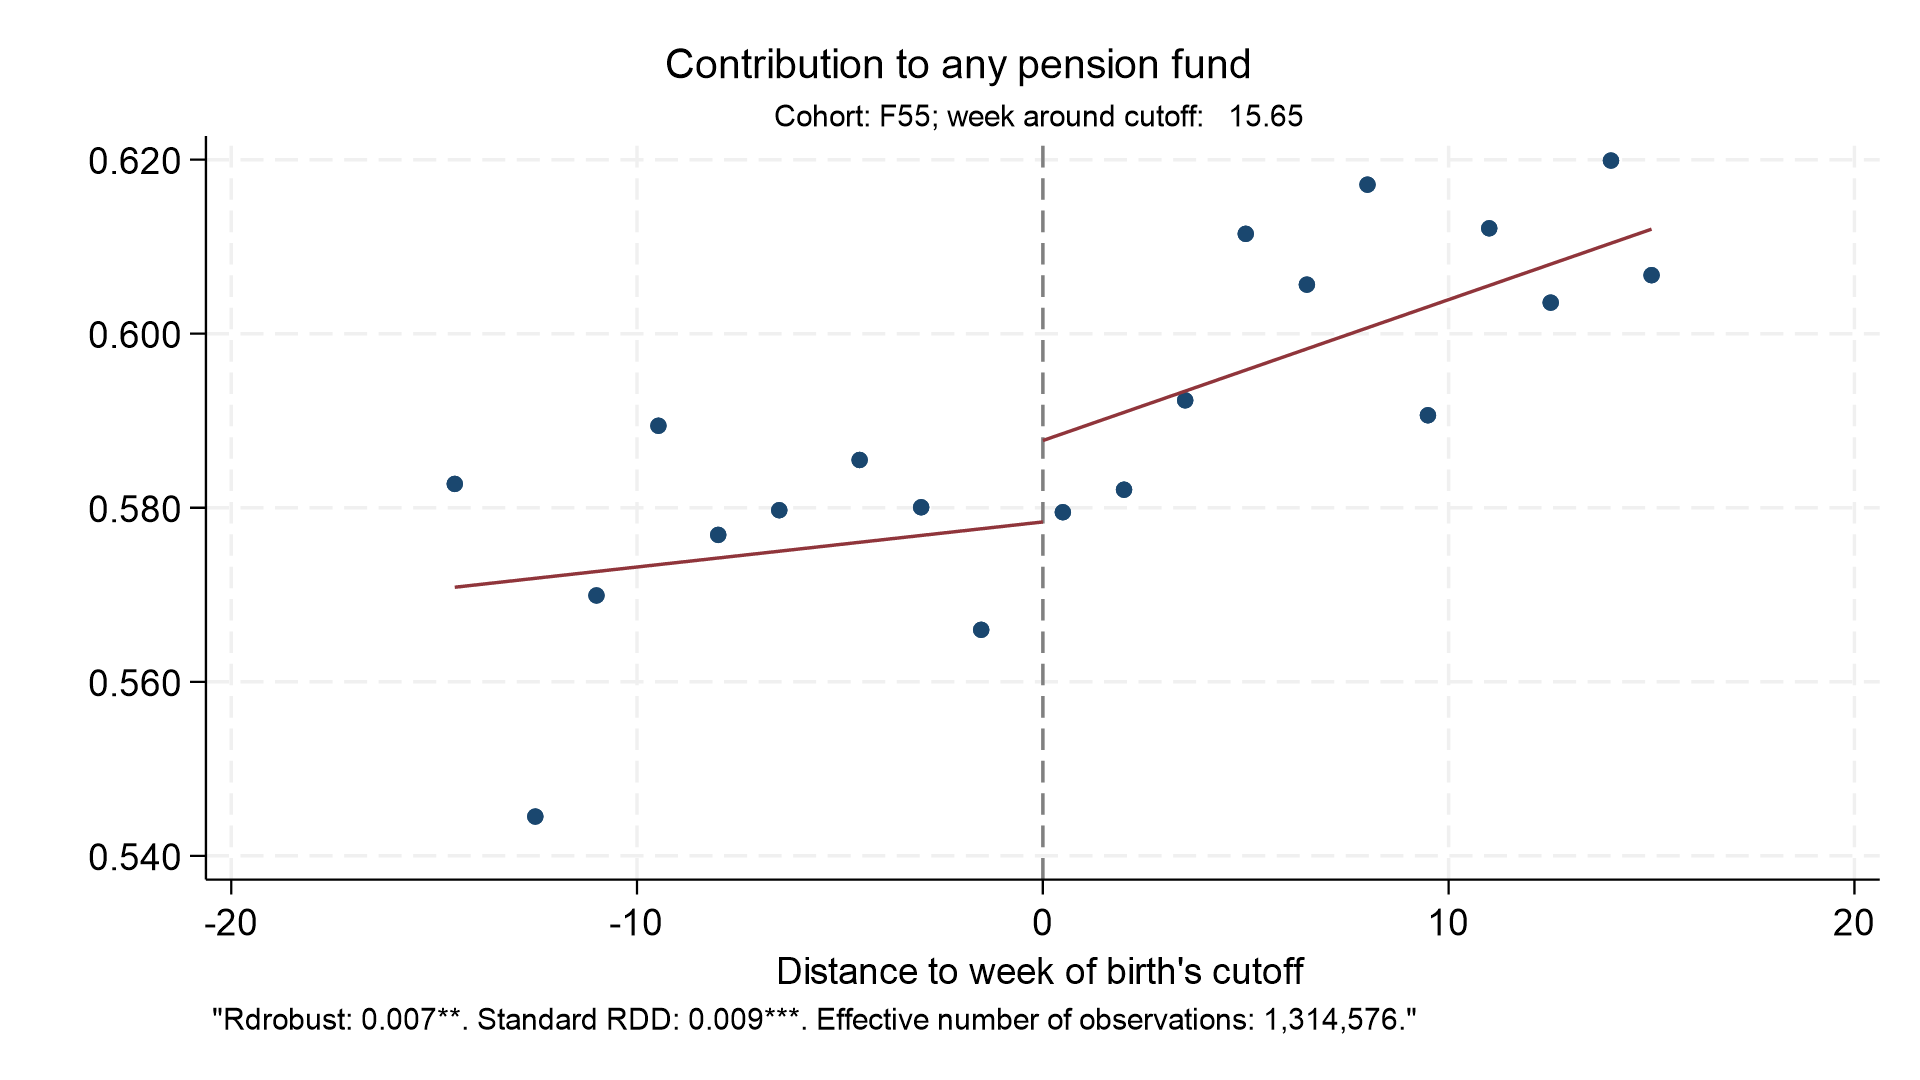 Contribution to any pension fund
Cohort: F55; week around cutoff: 15.65
0.620
0.600
0.580
0.560
0.540
-20 -10 0 10 20
Distance to week of birth's cutoff
"Rdrobust: 0.007**. Standard RDD: 0.009***. Effective number of observations: 1,314,576."